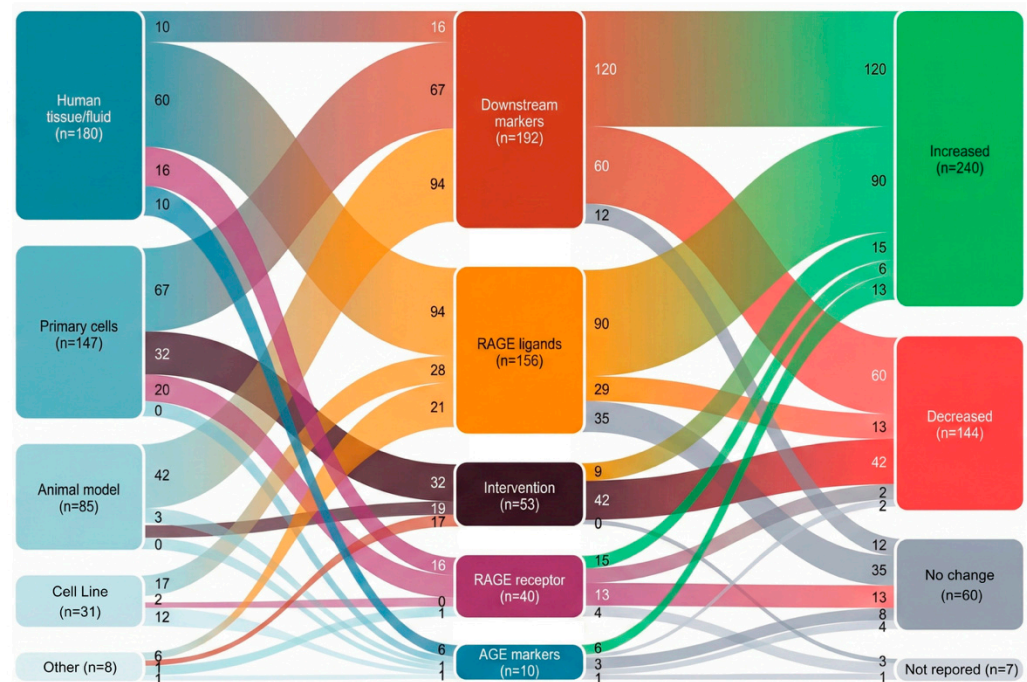 Human
tissue/fluid
(n=180)
10
60
16
10
Primary cells
(n=147)
67
32
20
0
Animal model
(n=85)
42
3
0
Cell Line
(n=31)
17
2
12
Other (n=8)
6
1
1
16
67
94
Downstream
markers
(n=192)
120
60
12
94
28
21
RAGE ligands
(n=156)
90
29
35
32
19
17
Intervention
(n=53)
9
42
0
16
0
1
RAGE receptor
(n=40)
15
13
4
6
1
1
AGE markers
(n=10)
6
3
1
120
90
15
6
13
Increased
(n=240)
60
13
42
2
2
Decreased
(n=144)
12
35
13
8
4
No change
(n=60)
3
1
Not repored (n=7)